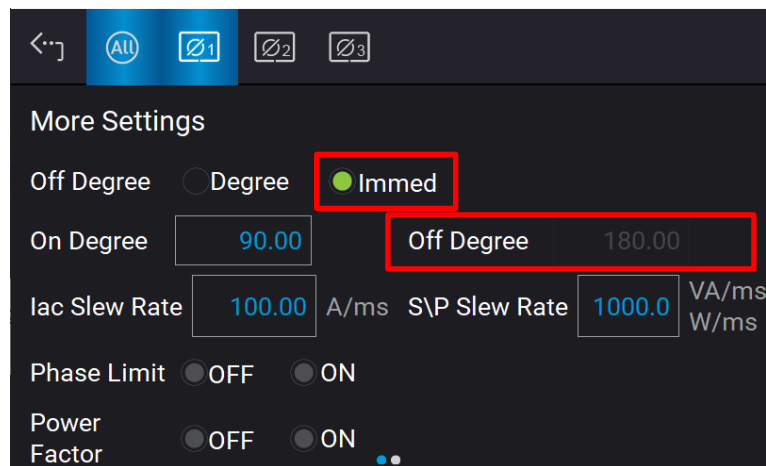 All Ø1 Ø2 Ø3
More Settings
Off Degree Degree Immed
On Degree 90.00 Off Degree 180.00
Iac Slew Rate 100.00 A/ms S\P Slew Rate 1000.0 VA/ms
W/ms
Phase Limit OFF ON
Power
Factor OFF ON